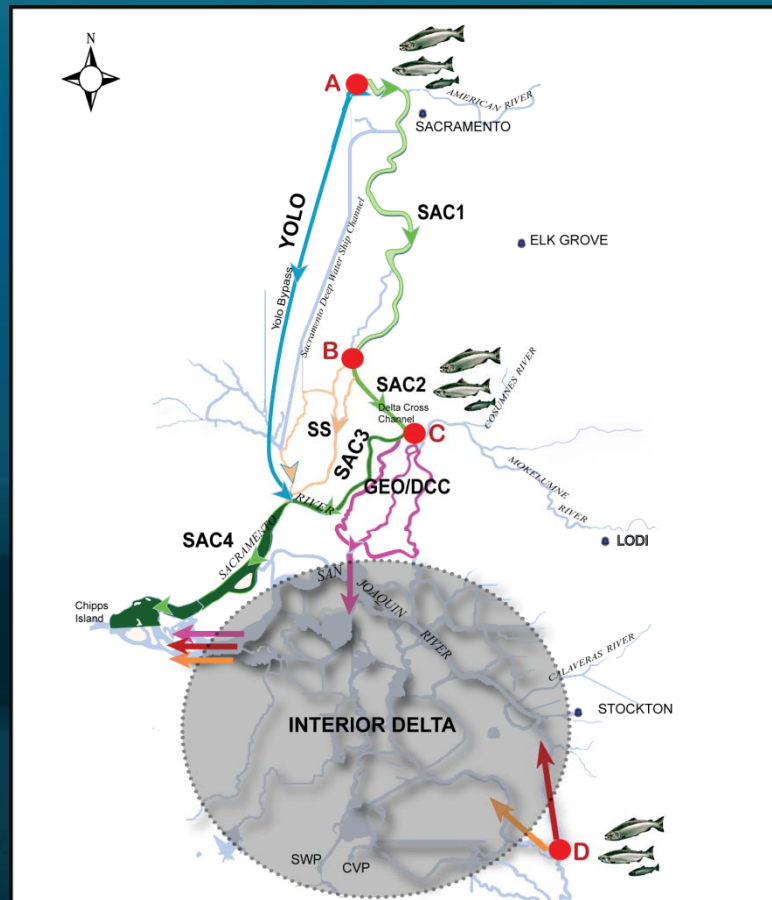 N
A
AMERICAN RIVER
SACRAMENTO
YOLO
Yolo Bypass
Sacramento Deep Water Ship Channel
SAC1
ELK GROVE
B
SAC2
Delta Cross
Channel
C
COSUMNES RIVER
SS
SAC3
GEO/DCC
MOKELUMNE
RIVER
LODI
SAC4
SACRAMENTO
RIVER
Chipps
Island
SAN
JOAQUIN
RIVER
CALAVERAS RIVER
STOCKTON
INTERIOR DELTA
D
SWP
CVP